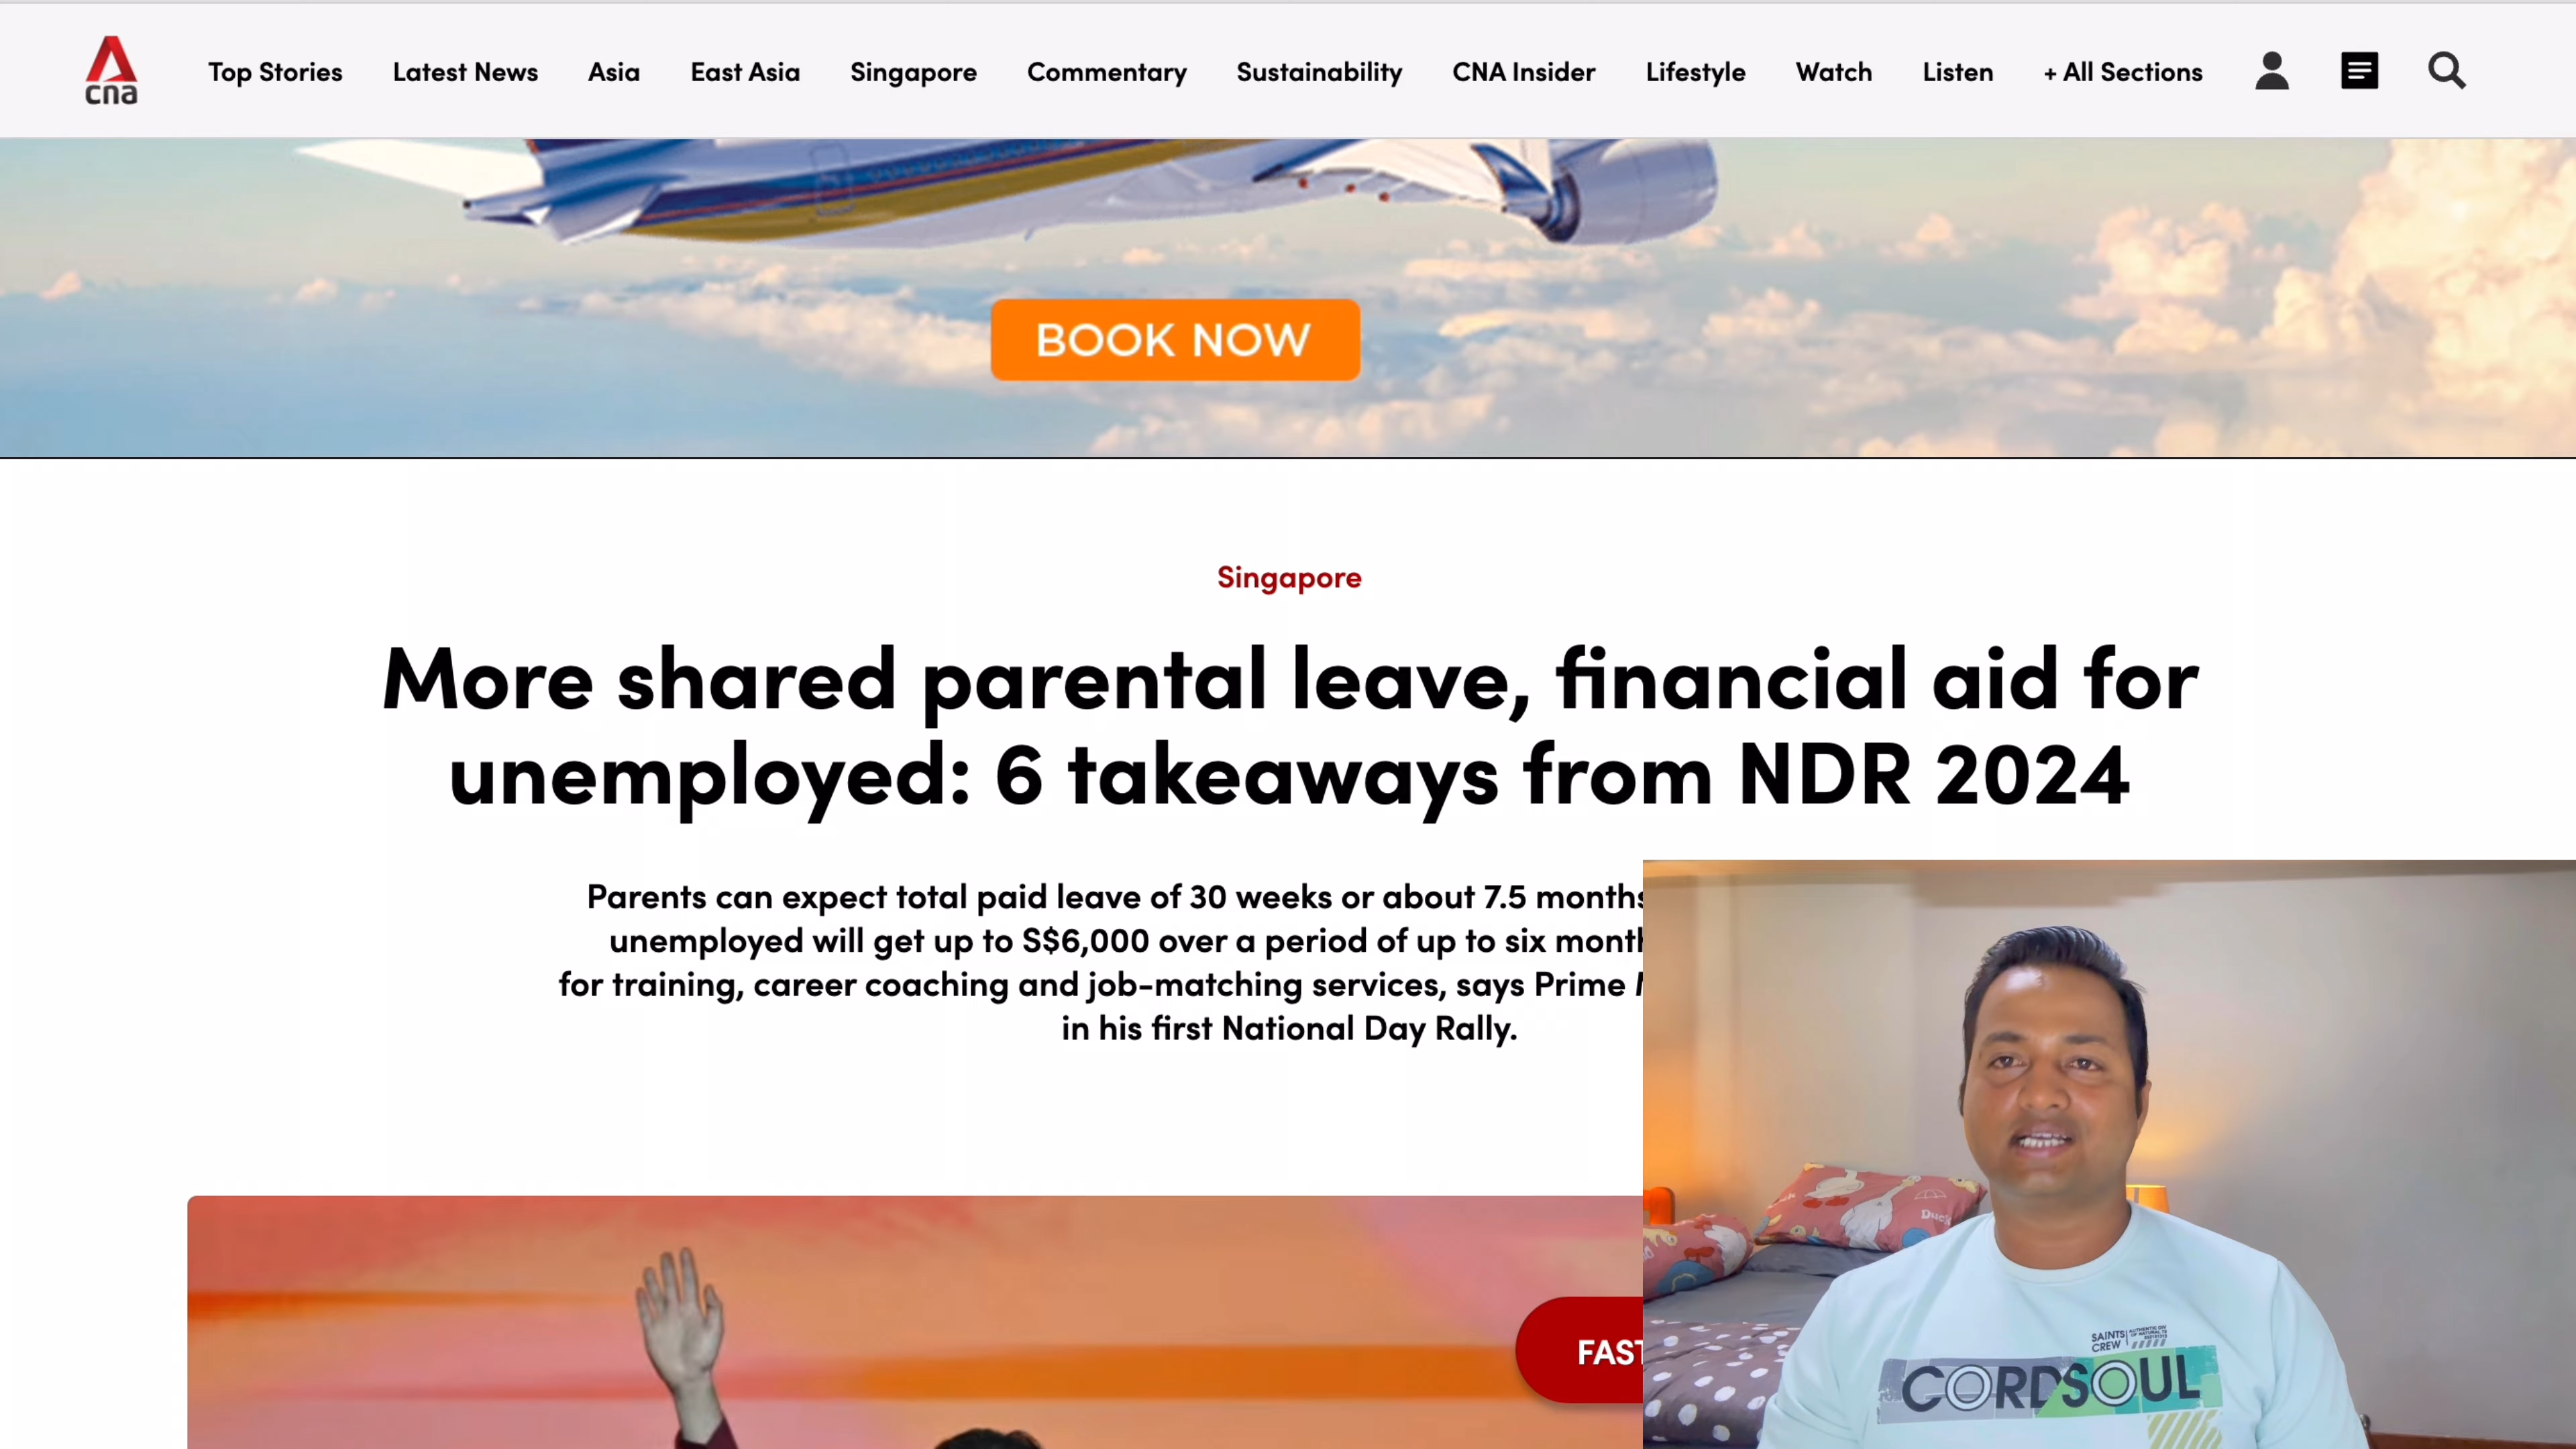 cna
Top Stories
Latest News
Asia
East Asia
Singapore
Commentary
Sustainability
CNA Insider
Lifestyle
Watch
Listen
+ All Sections
BOOK NOW
Singapore
More shared parental leave, financial aid for
unemployed: 6 takeaways from NDR 2024
Parents can expect total paid leave of 30 weeks or about 7.5 months
unemployed will get up to S$6,000 over a period of up to six
for training, career coaching and job-matching services, says Prime
in his first National Day Rally.
FAST
SAINTS
CREW
CORDSOUL